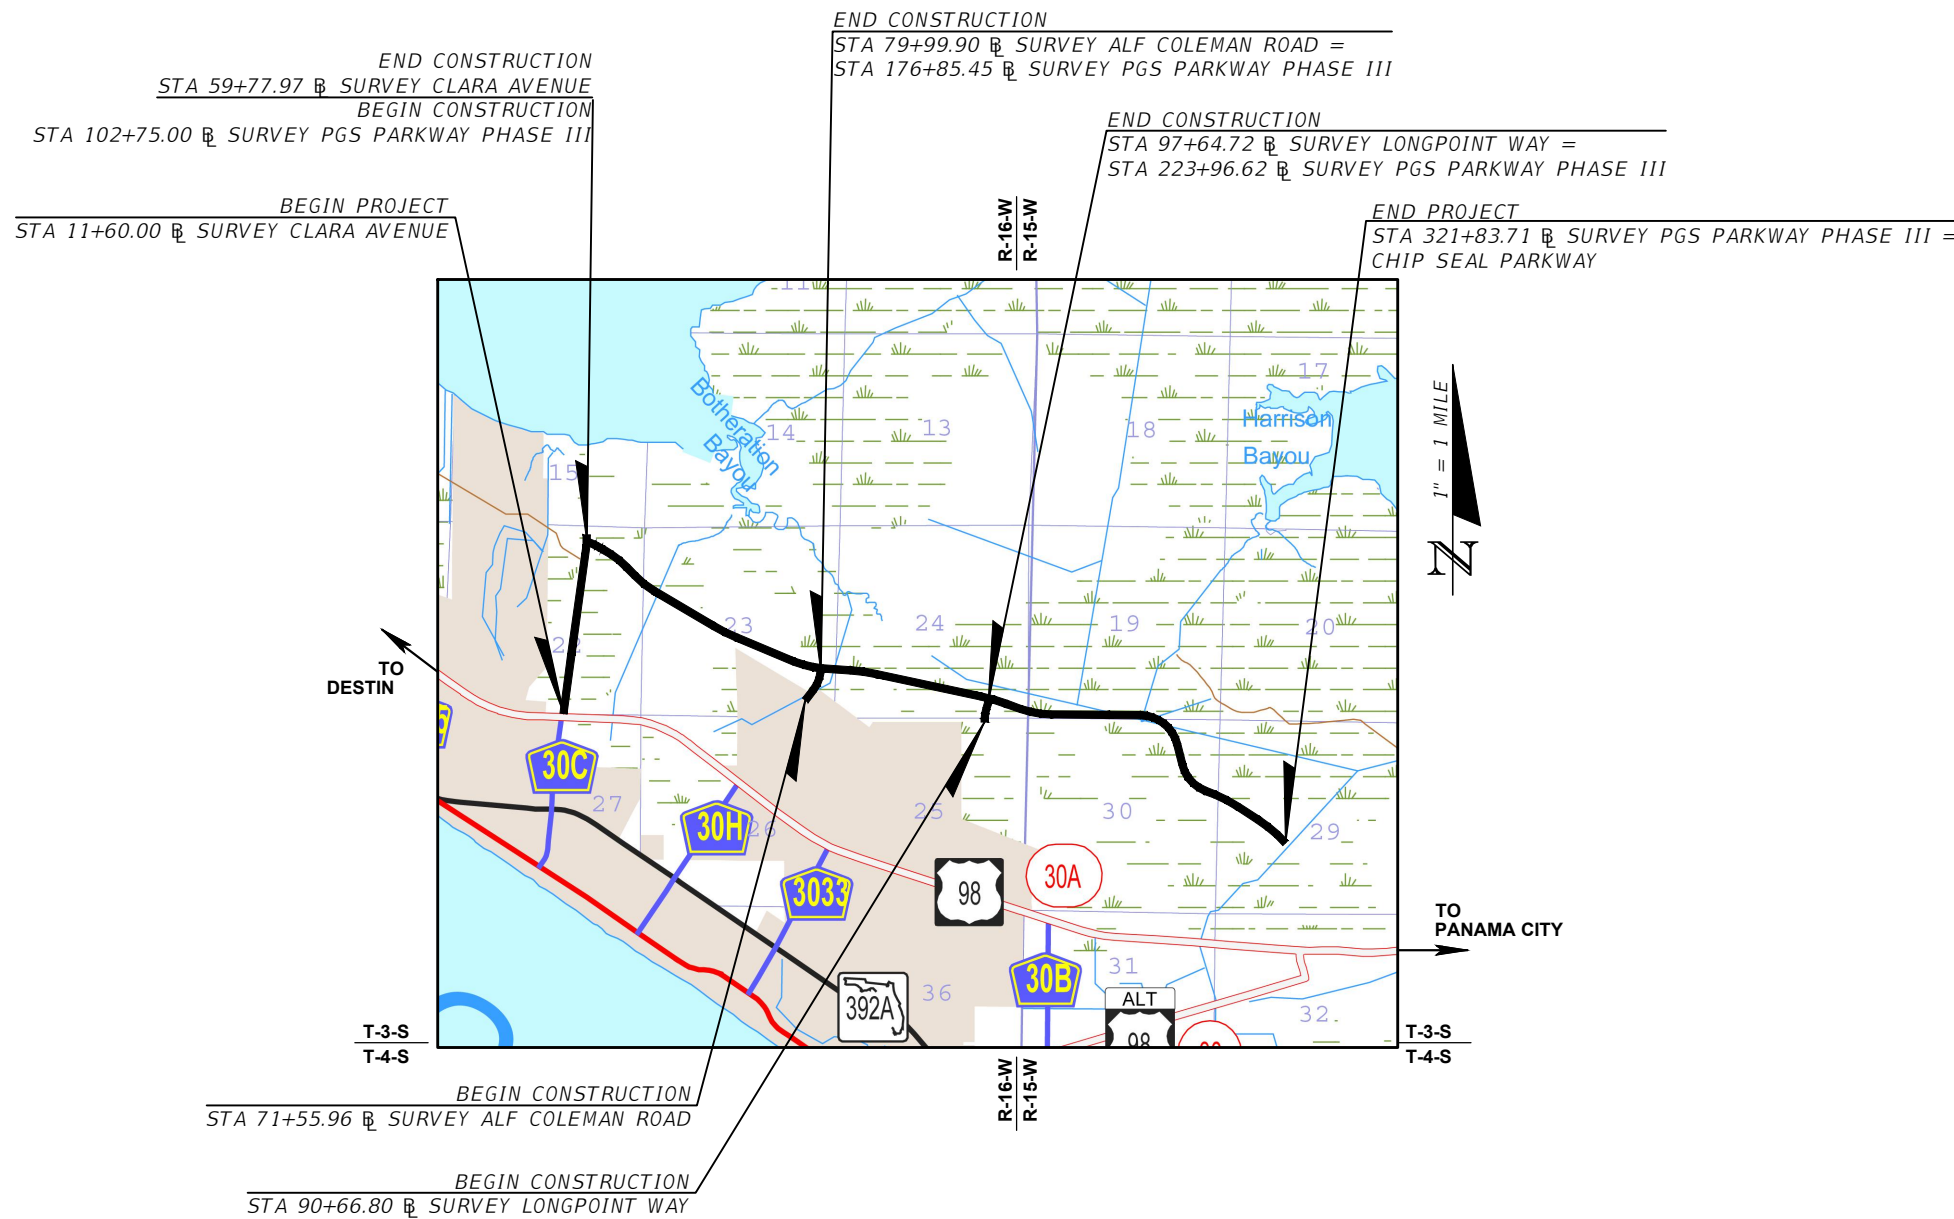 END CONSTRUCTION
STA 79+99.90 ⅊ SURVEY ALF COLEMAN ROAD =
STA 176+85.45 ⅊ SURVEY PGS PARKWAY PHASE III
END CONSTRUCTION
STA 59+77.97 ⅊ SURVEY CLARA AVENUE
BEGIN CONSTRUCTION
STA 102+75.00 ⅊ SURVEY PGS PARKWAY PHASE III
END CONSTRUCTION
STA 97+64.72 ⅊ SURVEY LONGPOINT WAY =
STA 223+96.62 ⅊ SURVEY PGS PARKWAY PHASE III
BEGIN PROJECT
STA 11+60.00 ⅊ SURVEY CLARA AVENUE
END PROJECT
STA 321+83.71 ⅊ SURVEY PGS PARKWAY PHASE III =
CHIP SEAL PARKWAY
R-16-W
R-15-W
11
17
Botheration
Bayou
14
13
18
Harrison
Bayou
1" = 1 MILE
N
15
22
23
24
19
20
TO
DESTIN
30C
27
30H
26
3033
25
30
29
98
30A
TO
PANAMA CITY
392A
36
30B
31
32
ALT
98
T-3-S
T-4-S
T-3-S
T-4-S
R-16-W
R-15-W
BEGIN CONSTRUCTION
STA 71+55.96 ⅊ SURVEY ALF COLEMAN ROAD
BEGIN CONSTRUCTION
STA 90+66.80 ⅊ SURVEY LONGPOINT WAY